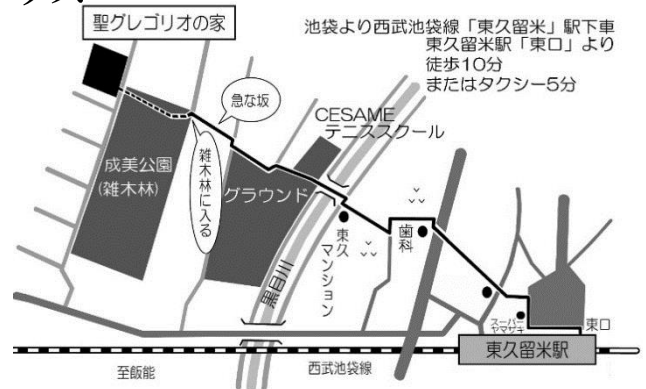 聖グレゴリオの家
池袋より西武池袋線「東久留米」駅下車
東久留米駅「東口」より
徒歩10分
またはタクシー5分
急な坂
CESAME
テニススクール
成美公園
(雑木林)
雑木林に入る
グラウンド
東久
マンション
歯科
黒目川
スーパー
ヤマザキ
東口
東久留米駅
至飯能
西武池袋線